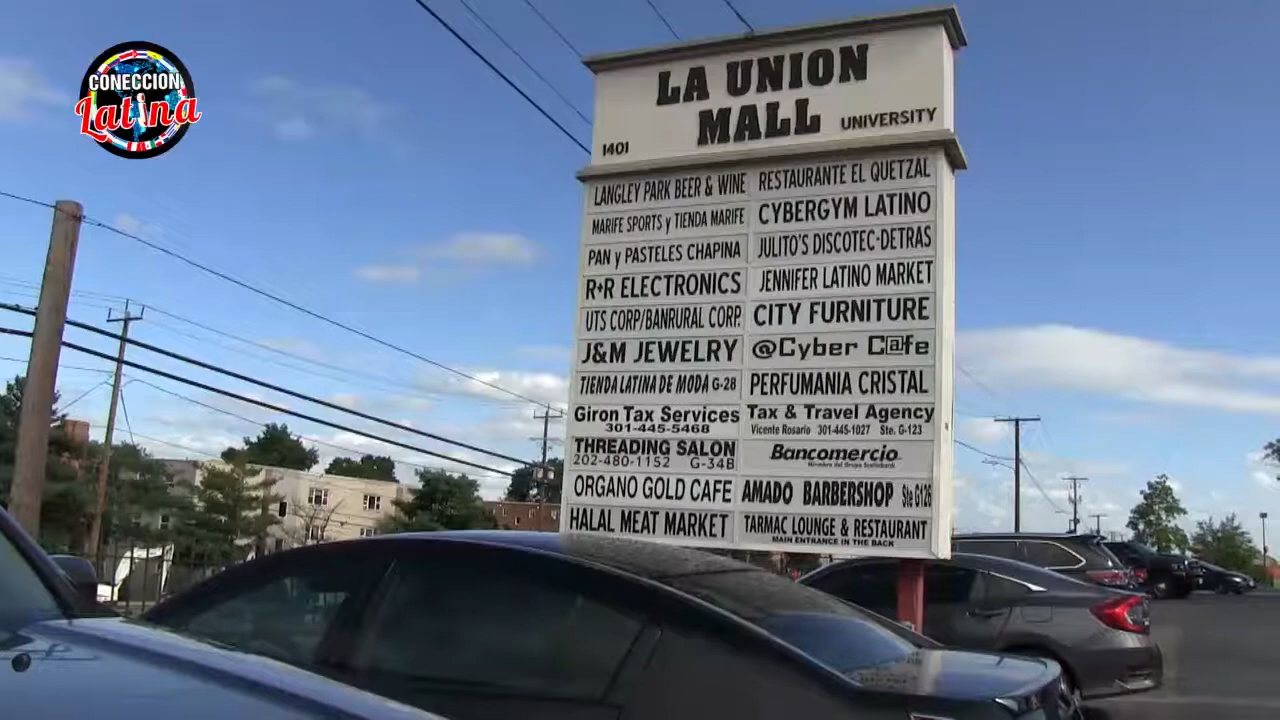 CONECCION
Latina
LA UNION
MALL
UNIVERSITY
1401
LANGLEY PARK BEER & WINE
RESTAURANTE EL QUETZAL
MARIFE SPORTS y TIENDA MARIFE
CYBERGYM LATINO
PAN y PASTELES CHAPINA
JULITO'S DISCOTEC-DETRAS
R+R ELECTRONICS
JENNIFER LATINO MARKET
UTS CORP/BANRURAL CORP.
CITY FURNITURE
J&M JEWELRY
@Cyber C@fe
TIENDA LATINA DE MODA G-28
PERFUMANIA CRISTAL
Giron Tax Services
301-445-5468
Tax & Travel Agency
Vicente Rosario 301-445-1027 Ste. G-123
THREADING SALON
202-480-1152 G-34B
Bancomercio
Miembro del Grupo Scotiabank
ORGANO GOLD CAFE
AMADO BARBERSHOP Ste G126
HALAL MEAT MARKET
TARMAC LOUNGE & RESTAURANT
MAIN ENTRANCE IN THE BACK